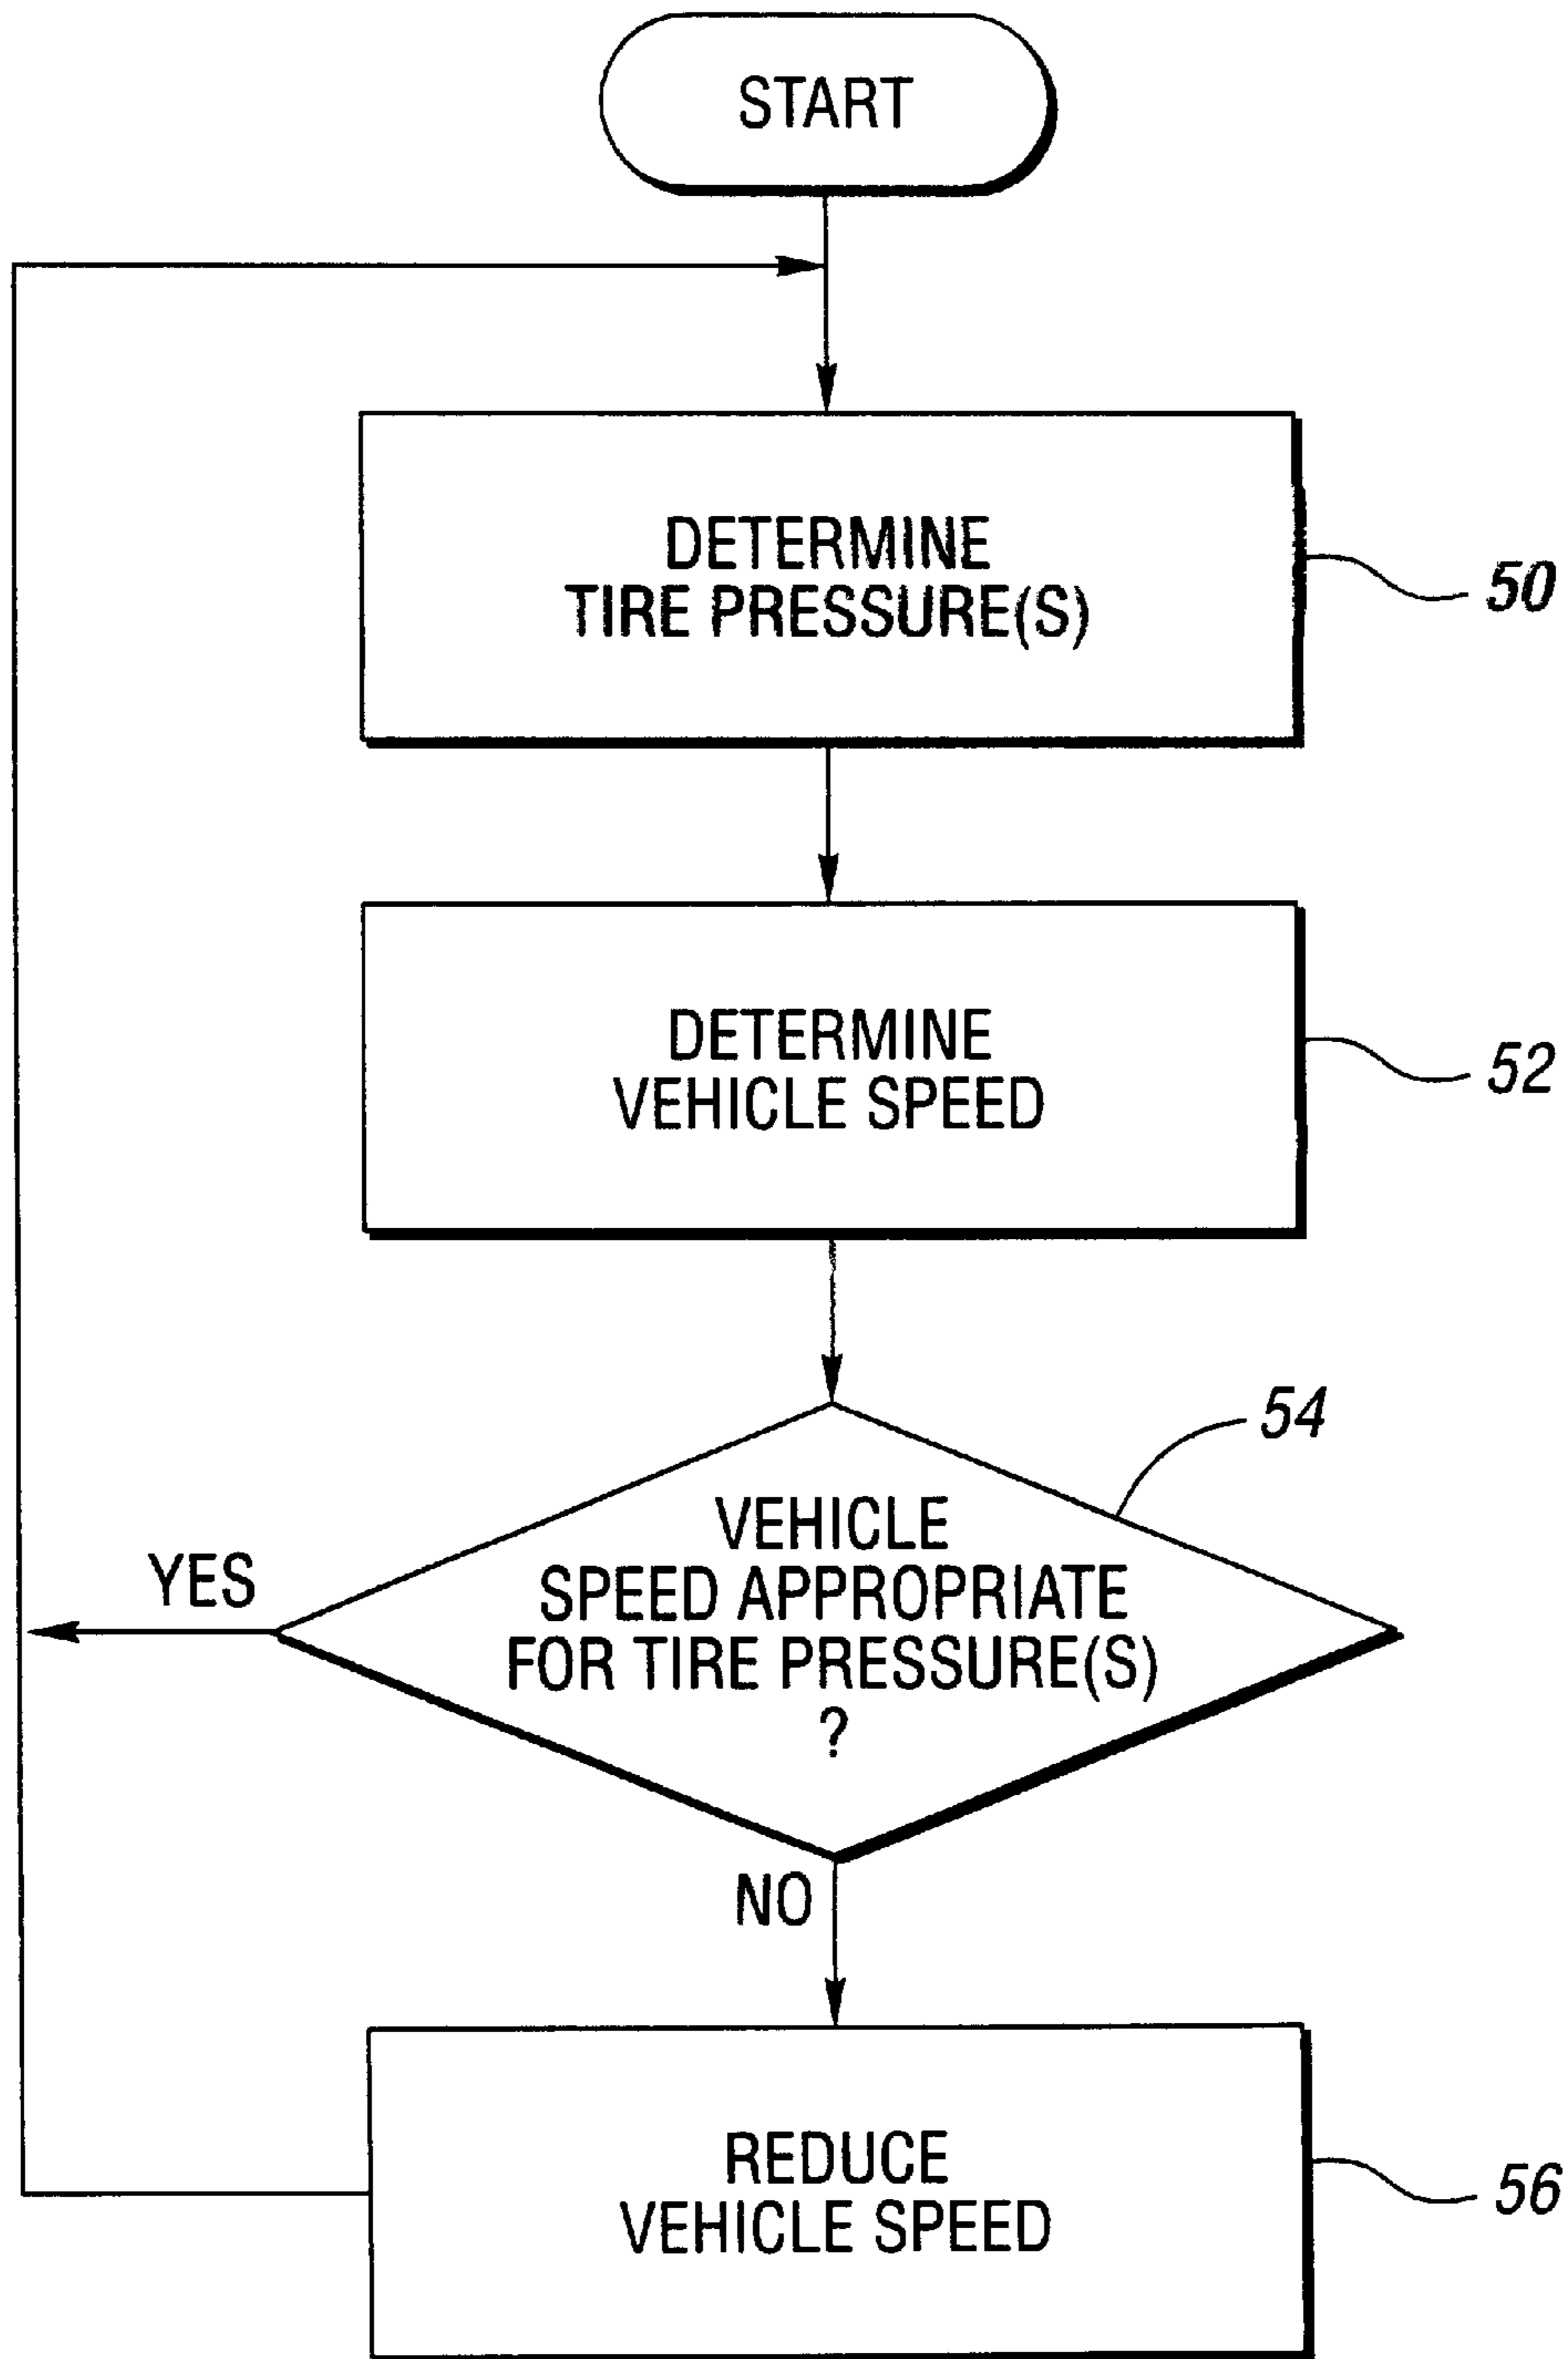 START
DETERMINE
TIRE PRESSURE(S)
50
DETERMINE
VEHICLE SPEED
52
54
VEHICLE
SPEED APPROPRIATE
FOR TIRE PRESSURE(S)
?
YES
NO
REDUCE
VEHICLE SPEED
56